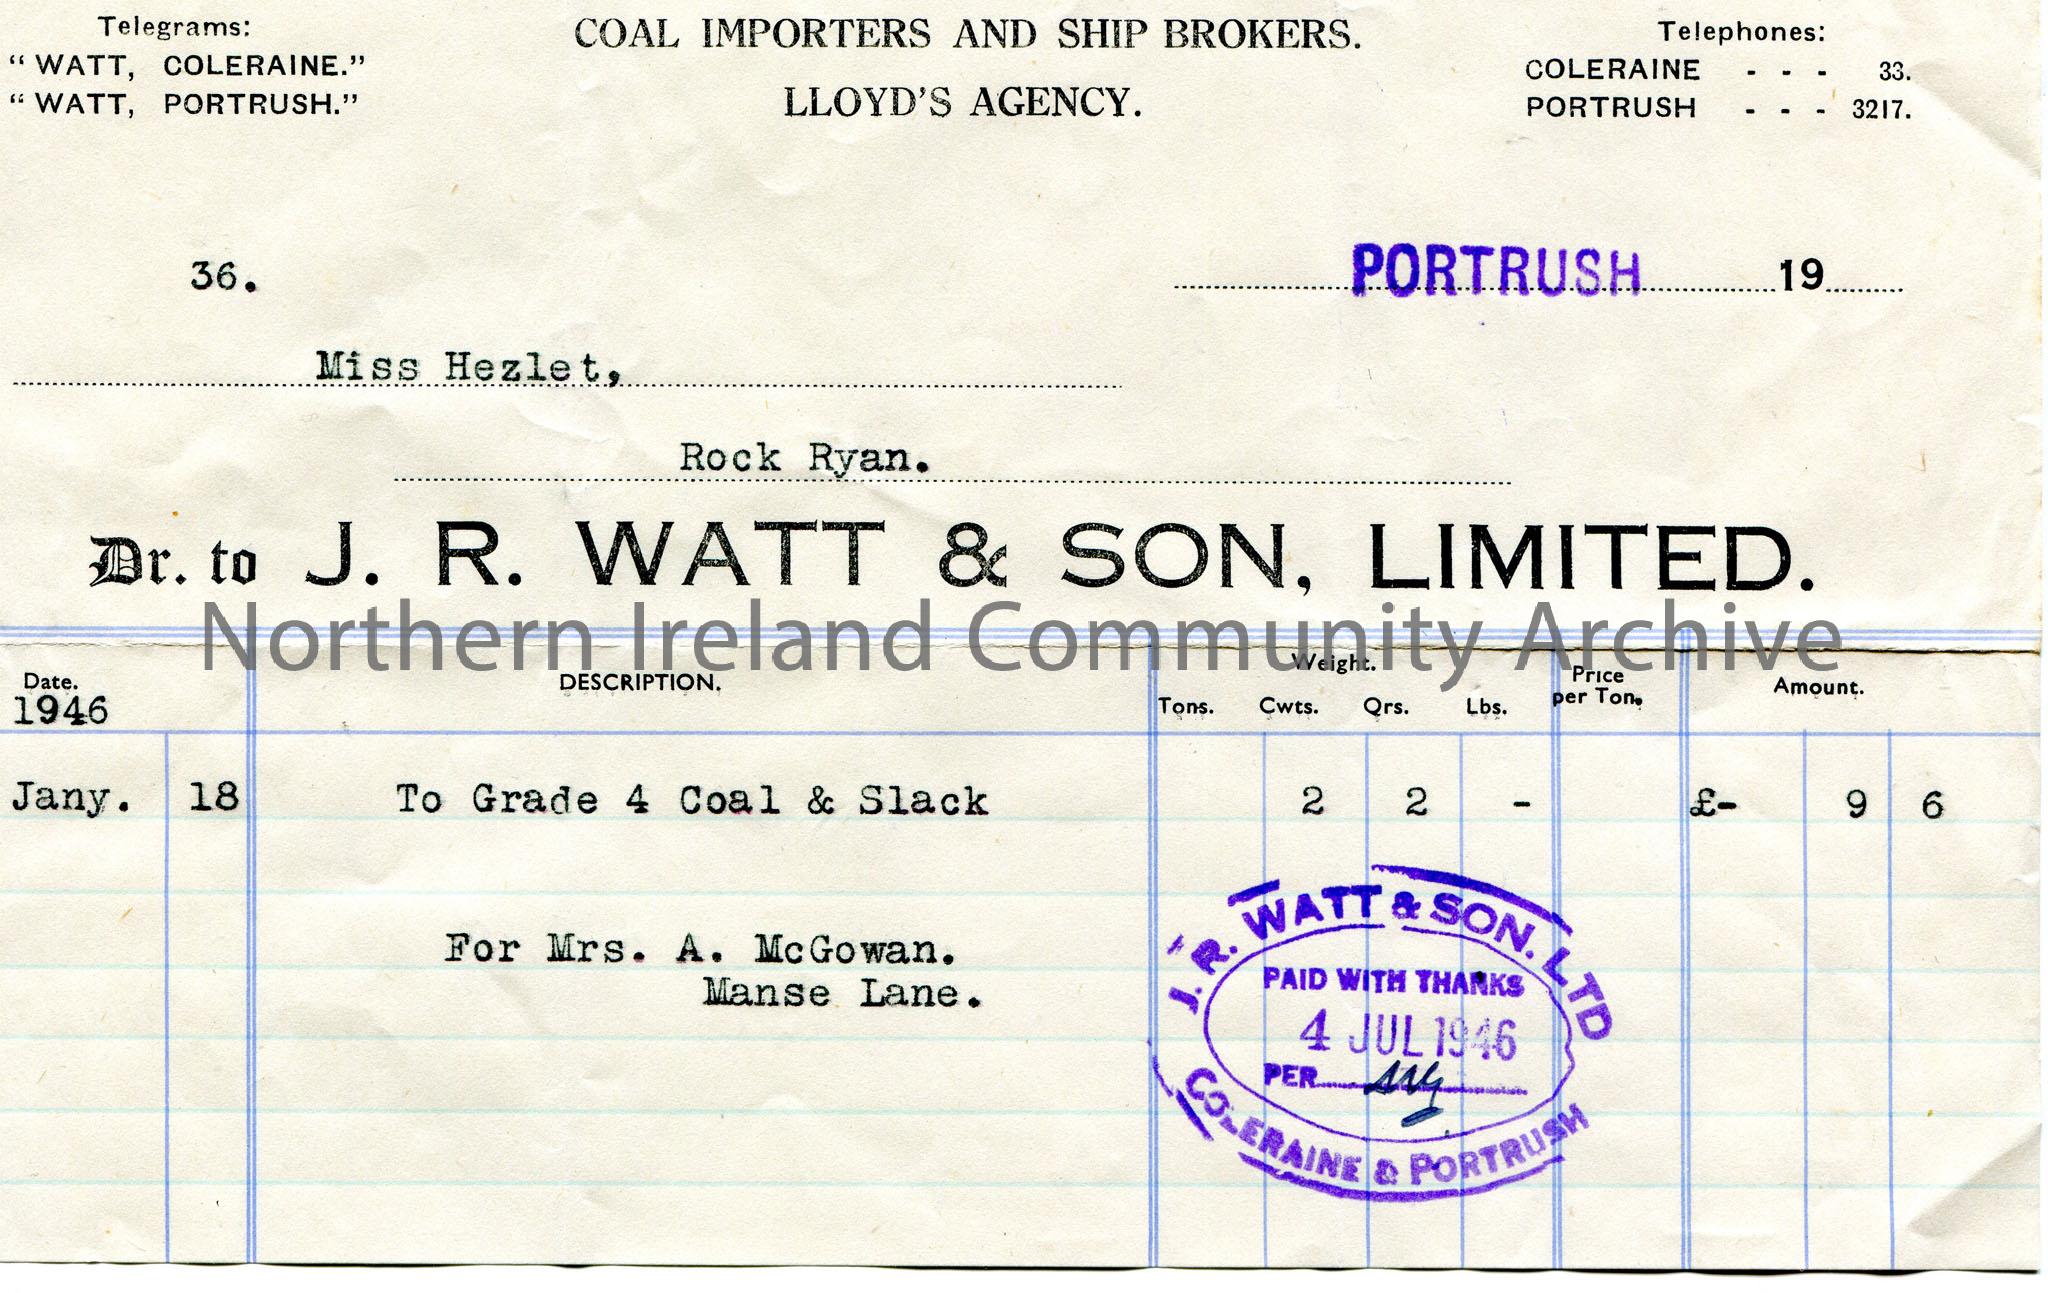 Telegrams:
"WATT, COLERAINE."
"WATT, PORTRUSH."
COAL IMPORTERS AND SHIP BROKERS.
LLOYD'S AGENCY.
Telephones:
COLERAINE - - - 33.
PORTRUSH - - - 3217.
36.
PORTRUSH 19
Miss Hezlet,
Rock Ryan.
Dr. to J. R. WATT & SON, LIMITED.
Northern Ireland Community Archive
Date. DESCRIPTION. Weight. Price per Ton. Amount.
1946 Tons. Cwts. Qrs. Lbs.
Jany. 18 To Grade 4 Coal & Slack 2 2 - £- 9 6
For Mrs. A. McGowan.
Manse Lane.
J. R. WATT & SON. LTD
PAID WITH THANKS
4 JUL 1946
PER
COLERAINE & PORTRUSH